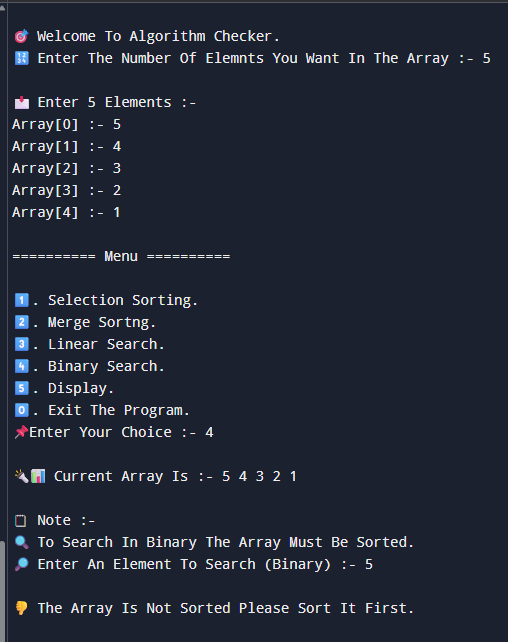 🎯 Welcome To Algorithm Checker.
🔢 Enter The Number Of Elemnts You Want In The Array :- 5
📩 Enter 5 Elements :-
Array[0] :- 5
Array[1] :- 4
Array[2] :- 3
Array[3] :- 2
Array[4] :- 1
========== Menu ==========
1️⃣. Selection Sorting.
2️⃣. Merge Sortng.
3️⃣. Linear Search.
4️⃣. Binary Search.
5️⃣. Display.
0️⃣. Exit The Program.
📌Enter Your Choice :- 4
🔦📊 Current Array Is :- 5 4 3 2 1
🗒️ Note :-
🔍 To Search In Binary The Array Must Be Sorted.
🔎 Enter An Element To Search (Binary) :- 5
👎 The Array Is Not Sorted Please Sort It First.